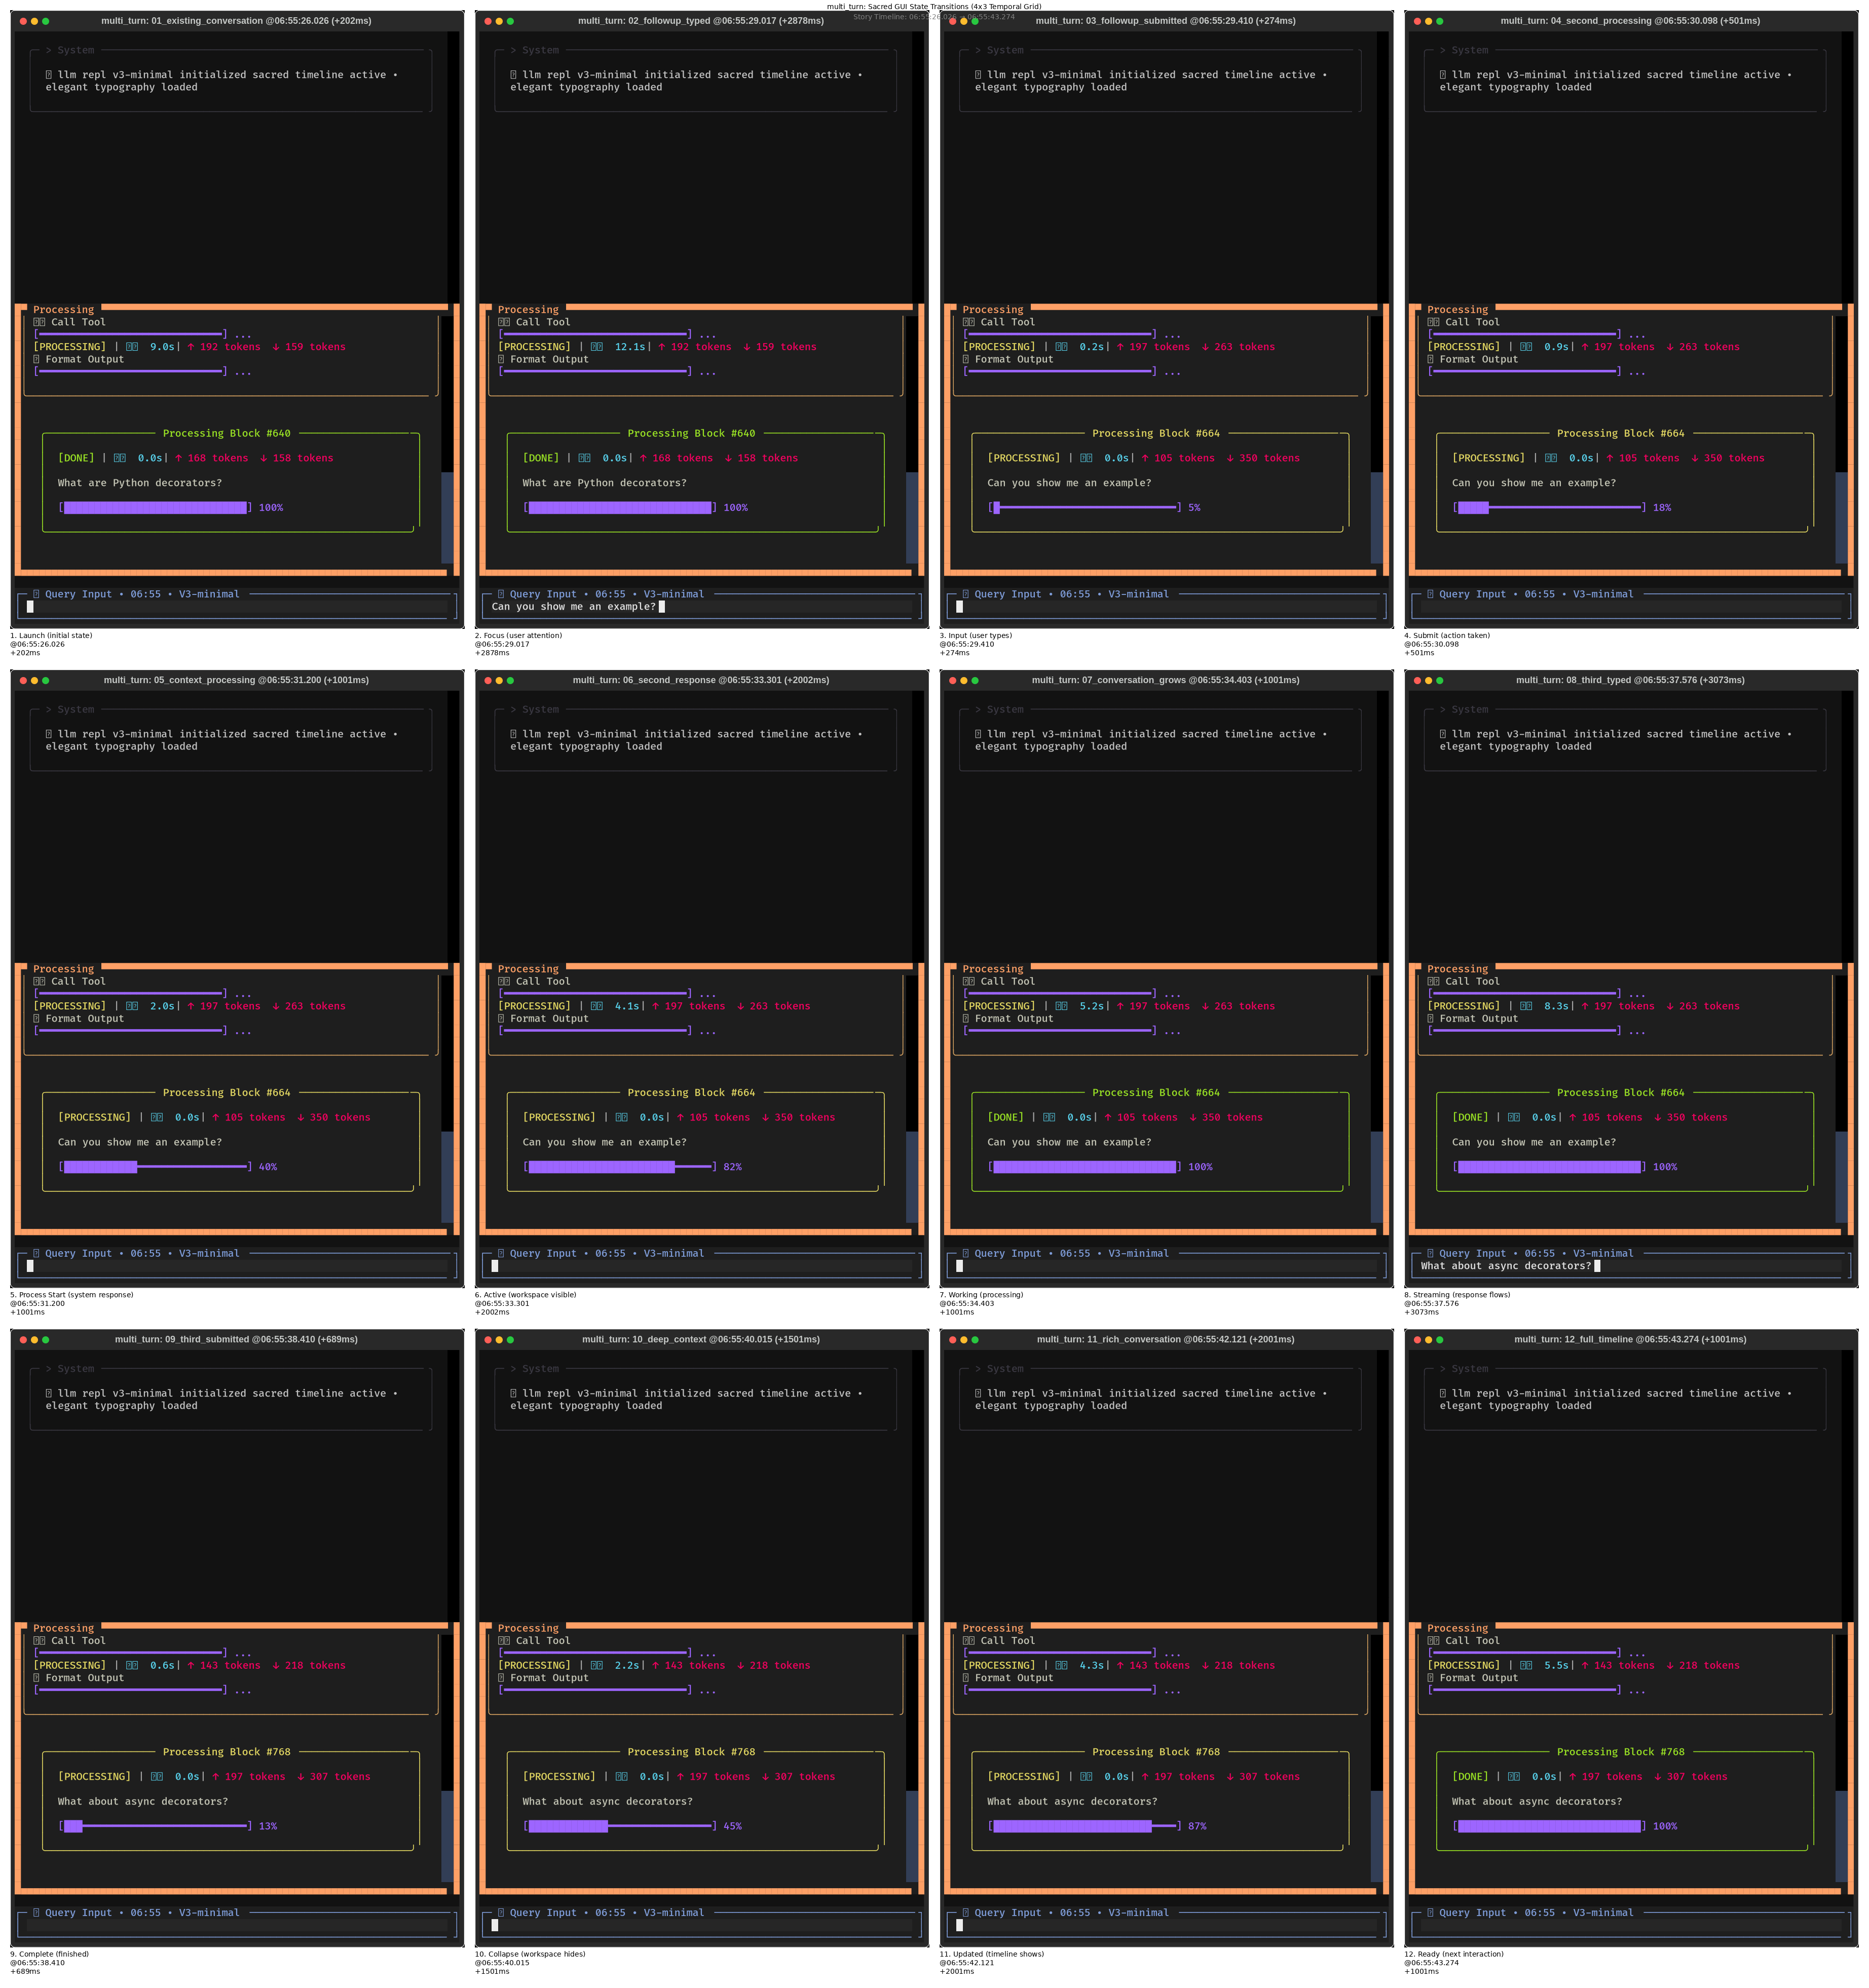 multi_turn: Sacred GUI State Transitions (4x3 Temporal Grid)
multi_turn: 01_existing_conversation @06:55:26.026 (+202ms)
> System
llm repl v3-minimal initialized sacred timeline active •
elegant typography loaded
Processing
Call Tool
[━━━━━━━━━━] ...
[PROCESSING] | 9.0s| ↑ 192 tokens ↓ 159 tokens
Format Output
[━━━━━━━━━━] ...
Processing Block #640
[DONE] | 0.0s| ↑ 168 tokens ↓ 158 tokens
What are Python decorators?
[██████████] 100%
Query Input • 06:55 • V3-minimal
1. Launch (initial state)
@06:55:26.026
+202ms
multi_turn: 02_followup_typed @06:55:29.017 (+2878ms)
> System
llm repl v3-minimal initialized sacred timeline active •
elegant typography loaded
Processing
Call Tool
[━━━━━━━━━━] ...
[PROCESSING] | 12.1s| ↑ 192 tokens ↓ 159 tokens
Format Output
[━━━━━━━━━━] ...
Processing Block #640
[DONE] | 0.0s| ↑ 168 tokens ↓ 158 tokens
What are Python decorators?
[██████████] 100%
Query Input • 06:55 • V3-minimal
Can you show me an example?
2. Focus (user attention)
@06:55:29.017
+2878ms
multi_turn: 03_followup_submitted @06:55:29.410 (+274ms)
> System
llm repl v3-minimal initialized sacred timeline active •
elegant typography loaded
Processing
Call Tool
[━━━━━━━━━━] ...
[PROCESSING] | 0.2s| ↑ 197 tokens ↓ 263 tokens
Format Output
[━━━━━━━━━━] ...
Processing Block #664
[PROCESSING] | 0.0s| ↑ 105 tokens ↓ 350 tokens
Can you show me an example?
[█━━━━━━━━━] 5%
Query Input • 06:55 • V3-minimal
3. Input (user types)
@06:55:29.410
+274ms
multi_turn: 04_second_processing @06:55:30.098 (+501ms)
> System
llm repl v3-minimal initialized sacred timeline active •
elegant typography loaded
Processing
Call Tool
[━━━━━━━━━━] ...
[PROCESSING] | 0.9s| ↑ 197 tokens ↓ 263 tokens
Format Output
[━━━━━━━━━━] ...
Processing Block #664
[PROCESSING] | 0.0s| ↑ 105 tokens ↓ 350 tokens
Can you show me an example?
[██━━━━━━━━] 18%
Query Input • 06:55 • V3-minimal
4. Submit (action taken)
@06:55:30.098
+501ms
multi_turn: 05_context_processing @06:55:31.200 (+1001ms)
> System
llm repl v3-minimal initialized sacred timeline active •
elegant typography loaded
Processing
Call Tool
[━━━━━━━━━━] ...
[PROCESSING] | 2.0s| ↑ 197 tokens ↓ 263 tokens
Format Output
[━━━━━━━━━━] ...
Processing Block #664
[PROCESSING] | 0.0s| ↑ 105 tokens ↓ 350 tokens
Can you show me an example?
[████━━━━━━] 40%
Query Input • 06:55 • V3-minimal
5. Process Start (system response)
@06:55:31.200
+1001ms
multi_turn: 06_second_response @06:55:33.301 (+2002ms)
> System
llm repl v3-minimal initialized sacred timeline active •
elegant typography loaded
Processing
Call Tool
[━━━━━━━━━━] ...
[PROCESSING] | 4.1s| ↑ 197 tokens ↓ 263 tokens
Format Output
[━━━━━━━━━━] ...
Processing Block #664
[PROCESSING] | 0.0s| ↑ 105 tokens ↓ 350 tokens
Can you show me an example?
[████████━━] 82%
Query Input • 06:55 • V3-minimal
6. Active (workspace visible)
@06:55:33.301
+2002ms
multi_turn: 07_conversation_grows @06:55:34.403 (+1001ms)
> System
llm repl v3-minimal initialized sacred timeline active •
elegant typography loaded
Processing
Call Tool
[━━━━━━━━━━] ...
[PROCESSING] | 5.2s| ↑ 197 tokens ↓ 263 tokens
Format Output
[━━━━━━━━━━] ...
Processing Block #664
[DONE] | 0.0s| ↑ 105 tokens ↓ 350 tokens
Can you show me an example?
[██████████] 100%
Query Input • 06:55 • V3-minimal
7. Working (processing)
@06:55:34.403
+1001ms
multi_turn: 08_third_typed @06:55:37.576 (+3073ms)
> System
llm repl v3-minimal initialized sacred timeline active •
elegant typography loaded
Processing
Call Tool
[━━━━━━━━━━] ...
[PROCESSING] | 8.3s| ↑ 197 tokens ↓ 263 tokens
Format Output
[━━━━━━━━━━] ...
Processing Block #664
[DONE] | 0.0s| ↑ 105 tokens ↓ 350 tokens
Can you show me an example?
[██████████] 100%
Query Input • 06:55 • V3-minimal
What about async decorators?
8. Streaming (response flows)
@06:55:37.576
+3073ms
multi_turn: 09_third_submitted @06:55:38.410 (+689ms)
> System
llm repl v3-minimal initialized sacred timeline active •
elegant typography loaded
Processing
Call Tool
[━━━━━━━━━━] ...
[PROCESSING] | 0.6s| ↑ 143 tokens ↓ 218 tokens
Format Output
[━━━━━━━━━━] ...
Processing Block #768
[PROCESSING] | 0.0s| ↑ 197 tokens ↓ 307 tokens
What about async decorators?
[█━━━━━━━━━] 13%
Query Input • 06:55 • V3-minimal
9. Complete (finished)
@06:55:38.410
+689ms
multi_turn: 10_deep_context @06:55:40.015 (+1501ms)
> System
llm repl v3-minimal initialized sacred timeline active •
elegant typography loaded
Processing
Call Tool
[━━━━━━━━━━] ...
[PROCESSING] | 2.2s| ↑ 143 tokens ↓ 218 tokens
Format Output
[━━━━━━━━━━] ...
Processing Block #768
[PROCESSING] | 0.0s| ↑ 197 tokens ↓ 307 tokens
What about async decorators?
[████━━━━━━] 45%
Query Input • 06:55 • V3-minimal
10. Collapse (workspace hides)
@06:55:40.015
+1501ms
multi_turn: 11_rich_conversation @06:55:42.121 (+2001ms)
> System
llm repl v3-minimal initialized sacred timeline active •
elegant typography loaded
Processing
Call Tool
[━━━━━━━━━━] ...
[PROCESSING] | 4.3s| ↑ 143 tokens ↓ 218 tokens
Format Output
[━━━━━━━━━━] ...
Processing Block #768
[PROCESSING] | 0.0s| ↑ 197 tokens ↓ 307 tokens
What about async decorators?
[█████████━] 87%
Query Input • 06:55 • V3-minimal
11. Updated (timeline shows)
@06:55:42.121
+2001ms
multi_turn: 12_full_timeline @06:55:43.274 (+1001ms)
> System
llm repl v3-minimal initialized sacred timeline active •
elegant typography loaded
Processing
Call Tool
[━━━━━━━━━━] ...
[PROCESSING] | 5.5s| ↑ 143 tokens ↓ 218 tokens
Format Output
[━━━━━━━━━━] ...
Processing Block #768
[DONE] | 0.0s| ↑ 197 tokens ↓ 307 tokens
What about async decorators?
[██████████] 100%
Query Input • 06:55 • V3-minimal
12. Ready (next interaction)
@06:55:43.274
+1001ms